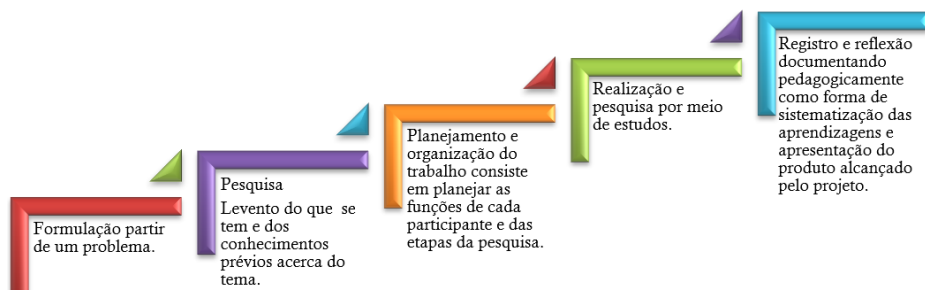 Formulação partir
de um problema.
Pesquisa
Levento do que se
tem e dos
conhecimentos
prévios acerca do
tema.
Planejamento e
organização do
trabalho consiste
em planejar as
funções de cada
participante e das
etapas da pesquisa.
Realização e
pesquisa por meio
de estudos.
Registro e reflexão
documentando
pedagogicamente
como forma de
sistematização das
aprendizagens e
apresentação do
produto alcançado
pelo projeto.